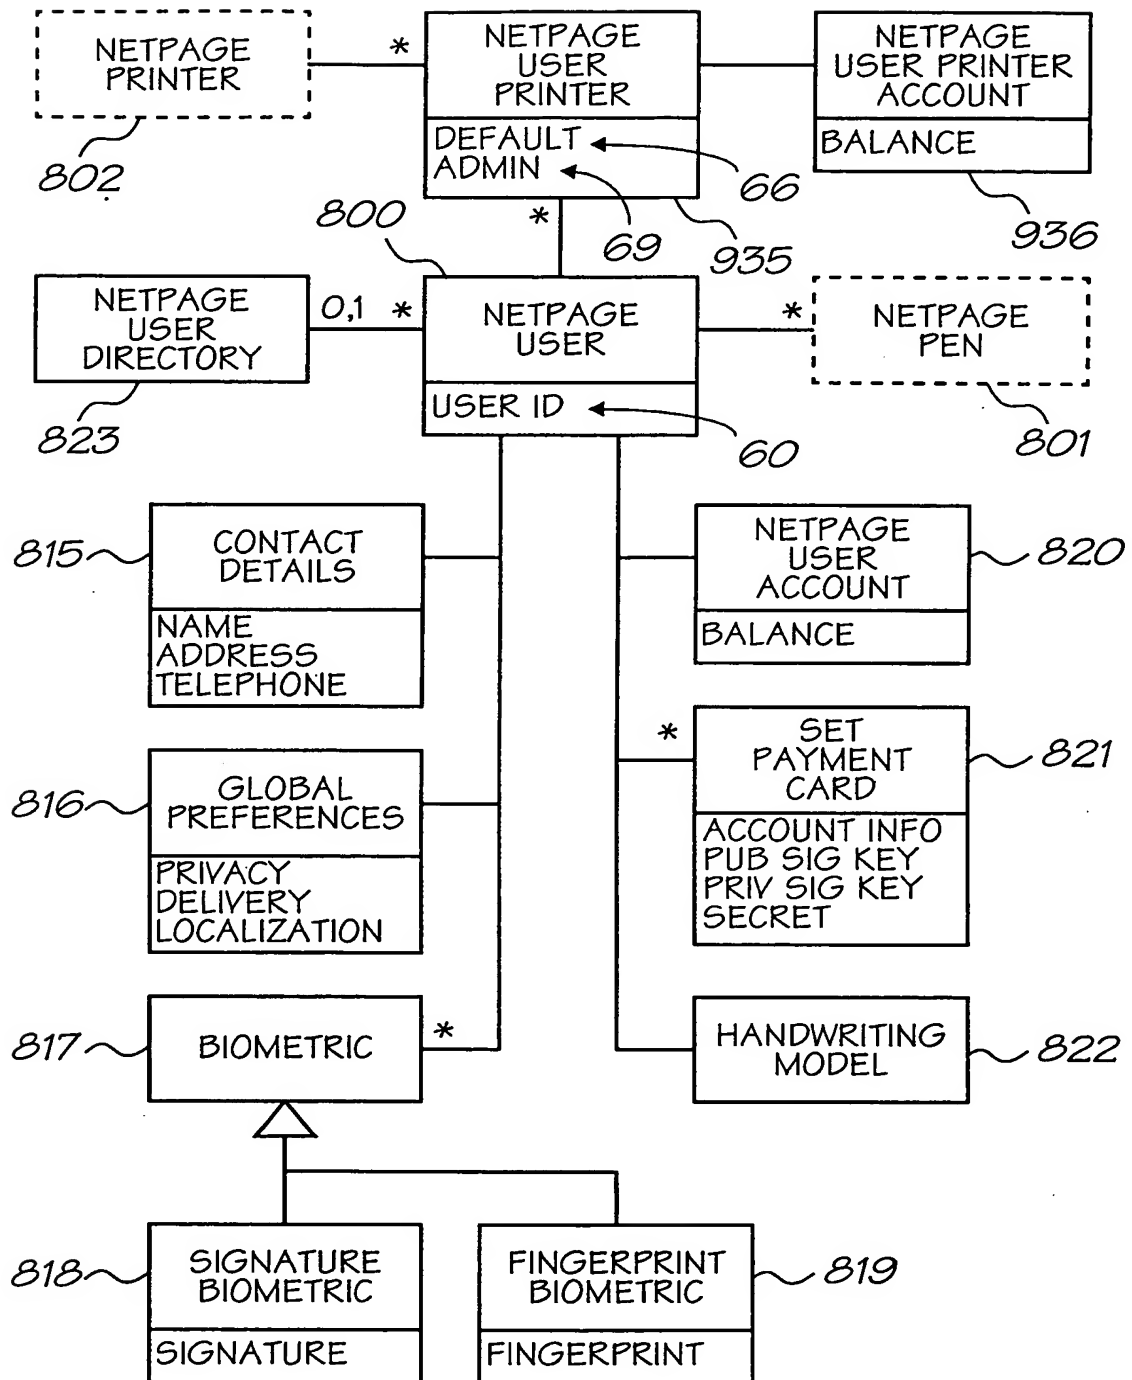 NETPAGE
PRINTER
802
*
NETPAGE
USER
PRINTER
DEFAULT
ADMIN
66
69
935
NETPAGE
USER PRINTER
ACCOUNT
BALANCE
936
*
800
NETPAGE
USER
DIRECTORY
823
0,1
*
NETPAGE
USER
USER ID
60
*
NETPAGE
PEN
801
815
CONTACT
DETAILS
NAME
ADDRESS
TELEPHONE
NETPAGE
USER
ACCOUNT
BALANCE
820
816
GLOBAL
PREFERENCES
PRIVACY
DELIVERY
LOCALIZATION
*
SET
PAYMENT
CARD
ACCOUNT INFO
PUB SIG KEY
PRIV SIG KEY
SECRET
821
817
BIOMETRIC
*
HANDWRITING
MODEL
822
818
SIGNATURE
BIOMETRIC
SIGNATURE
FINGERPRINT
BIOMETRIC
FINGERPRINT
819